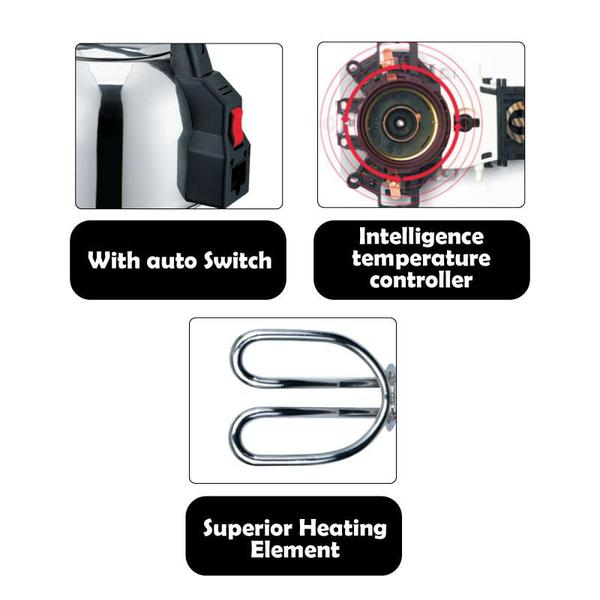 With auto Switch
Intelligence
temperature
controller
Superior Heating
Element